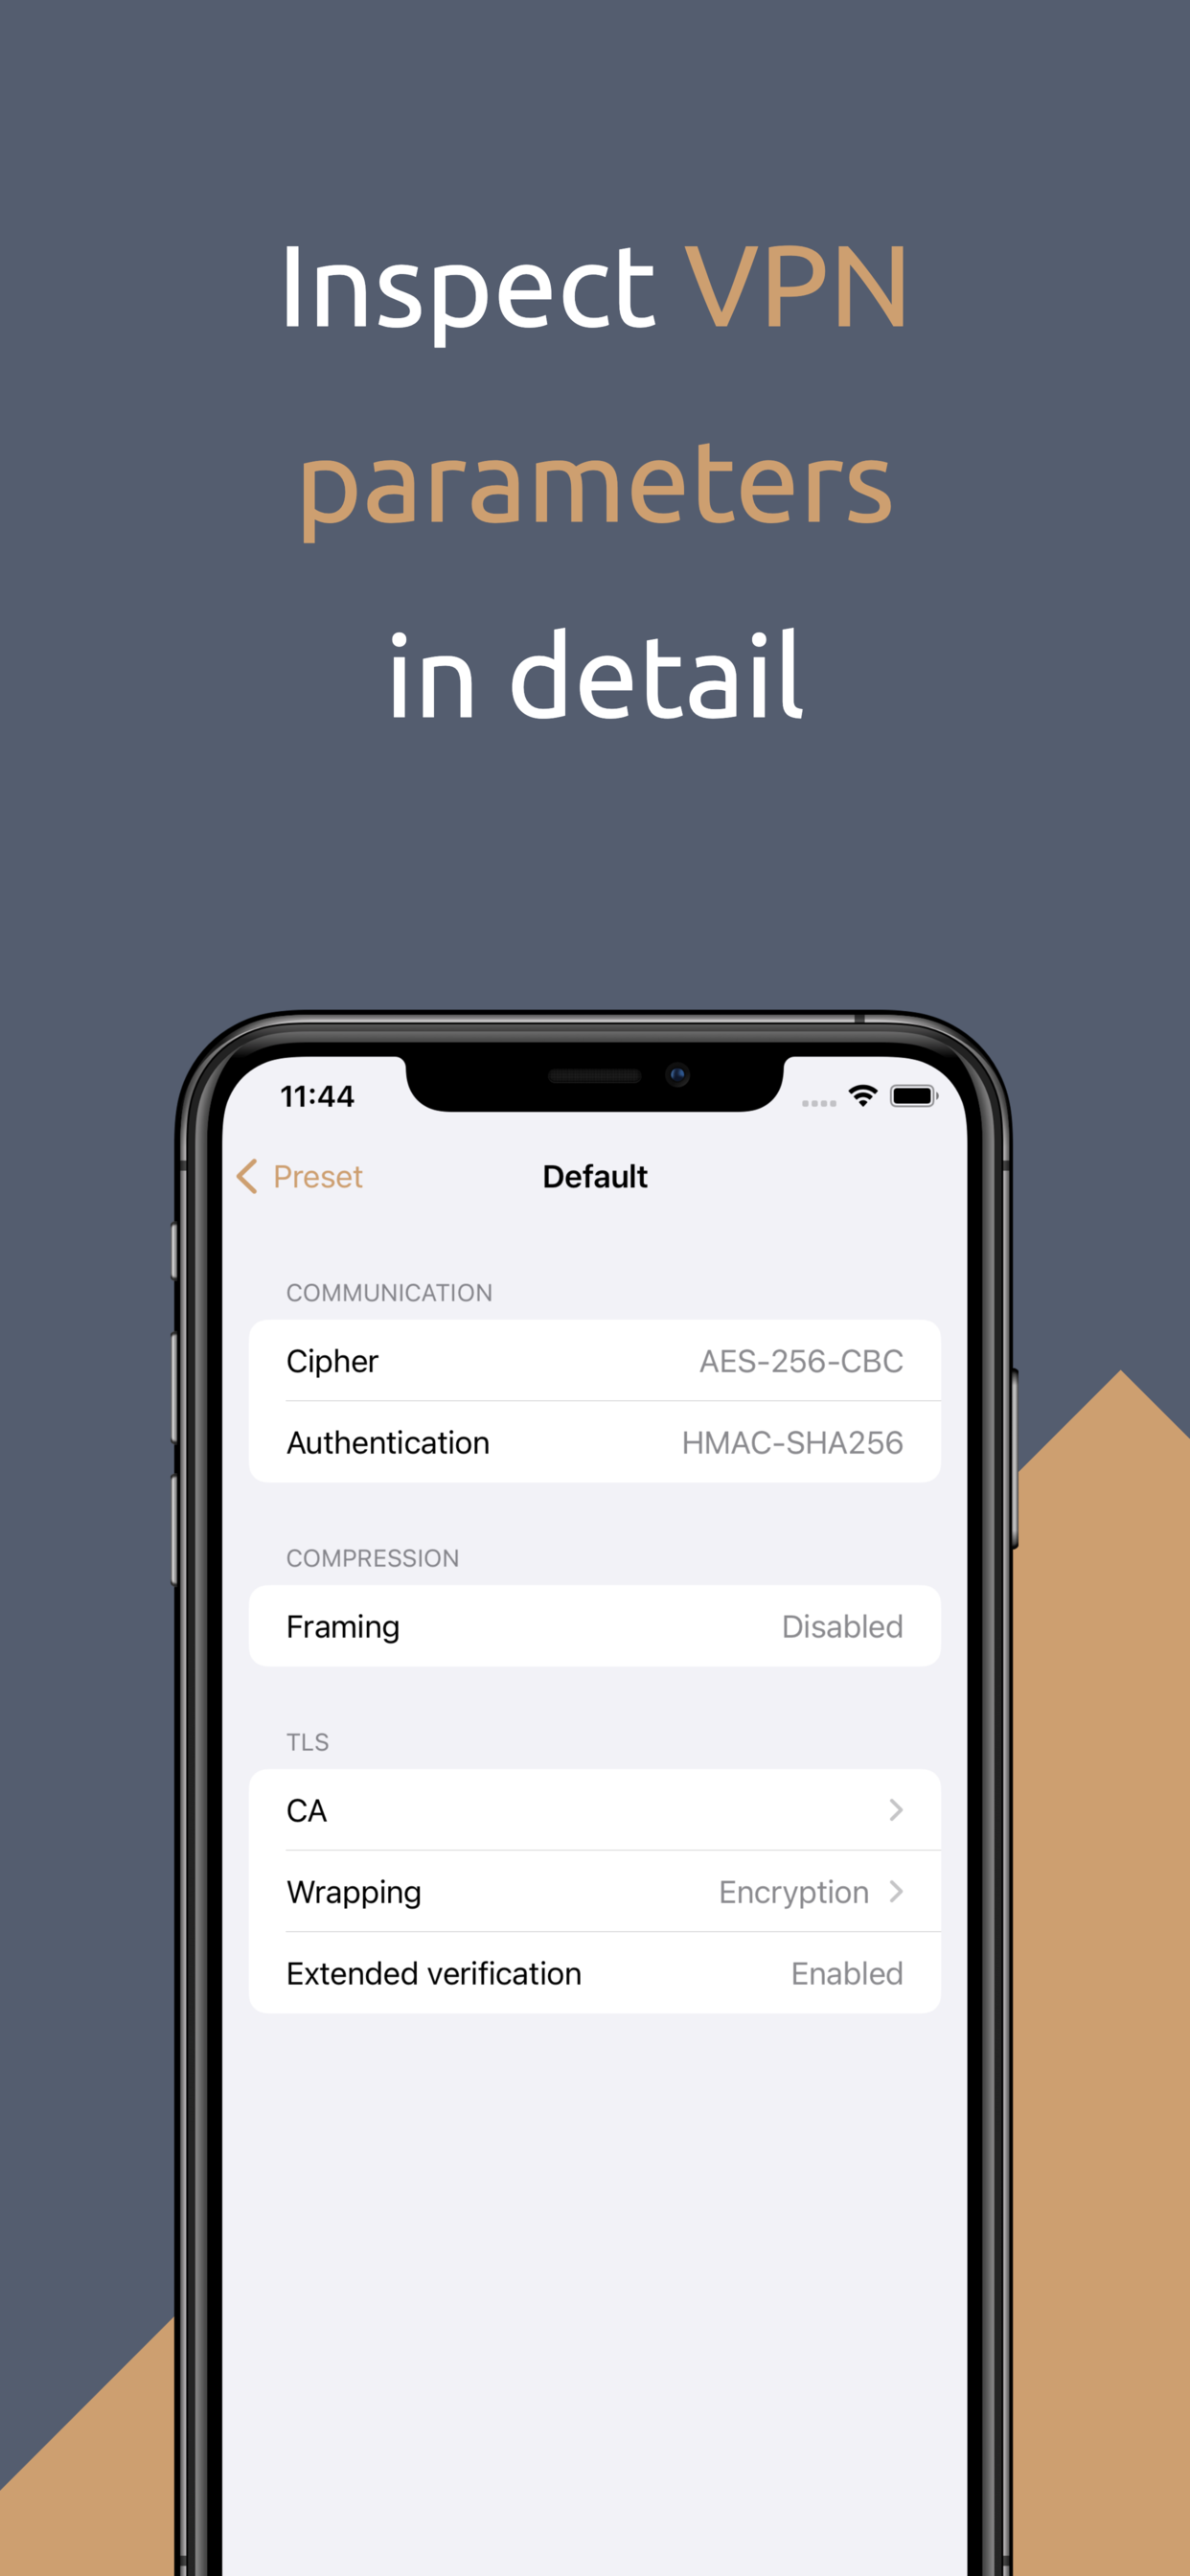 Inspect VPN
parameters
in detail
11:44
Preset
Default
COMMUNICATION
Cipher AES-256-CBC
Authentication HMAC-SHA256
COMPRESSION
Framing Disabled
TLS
CA
Wrapping Encryption
Extended verification Enabled